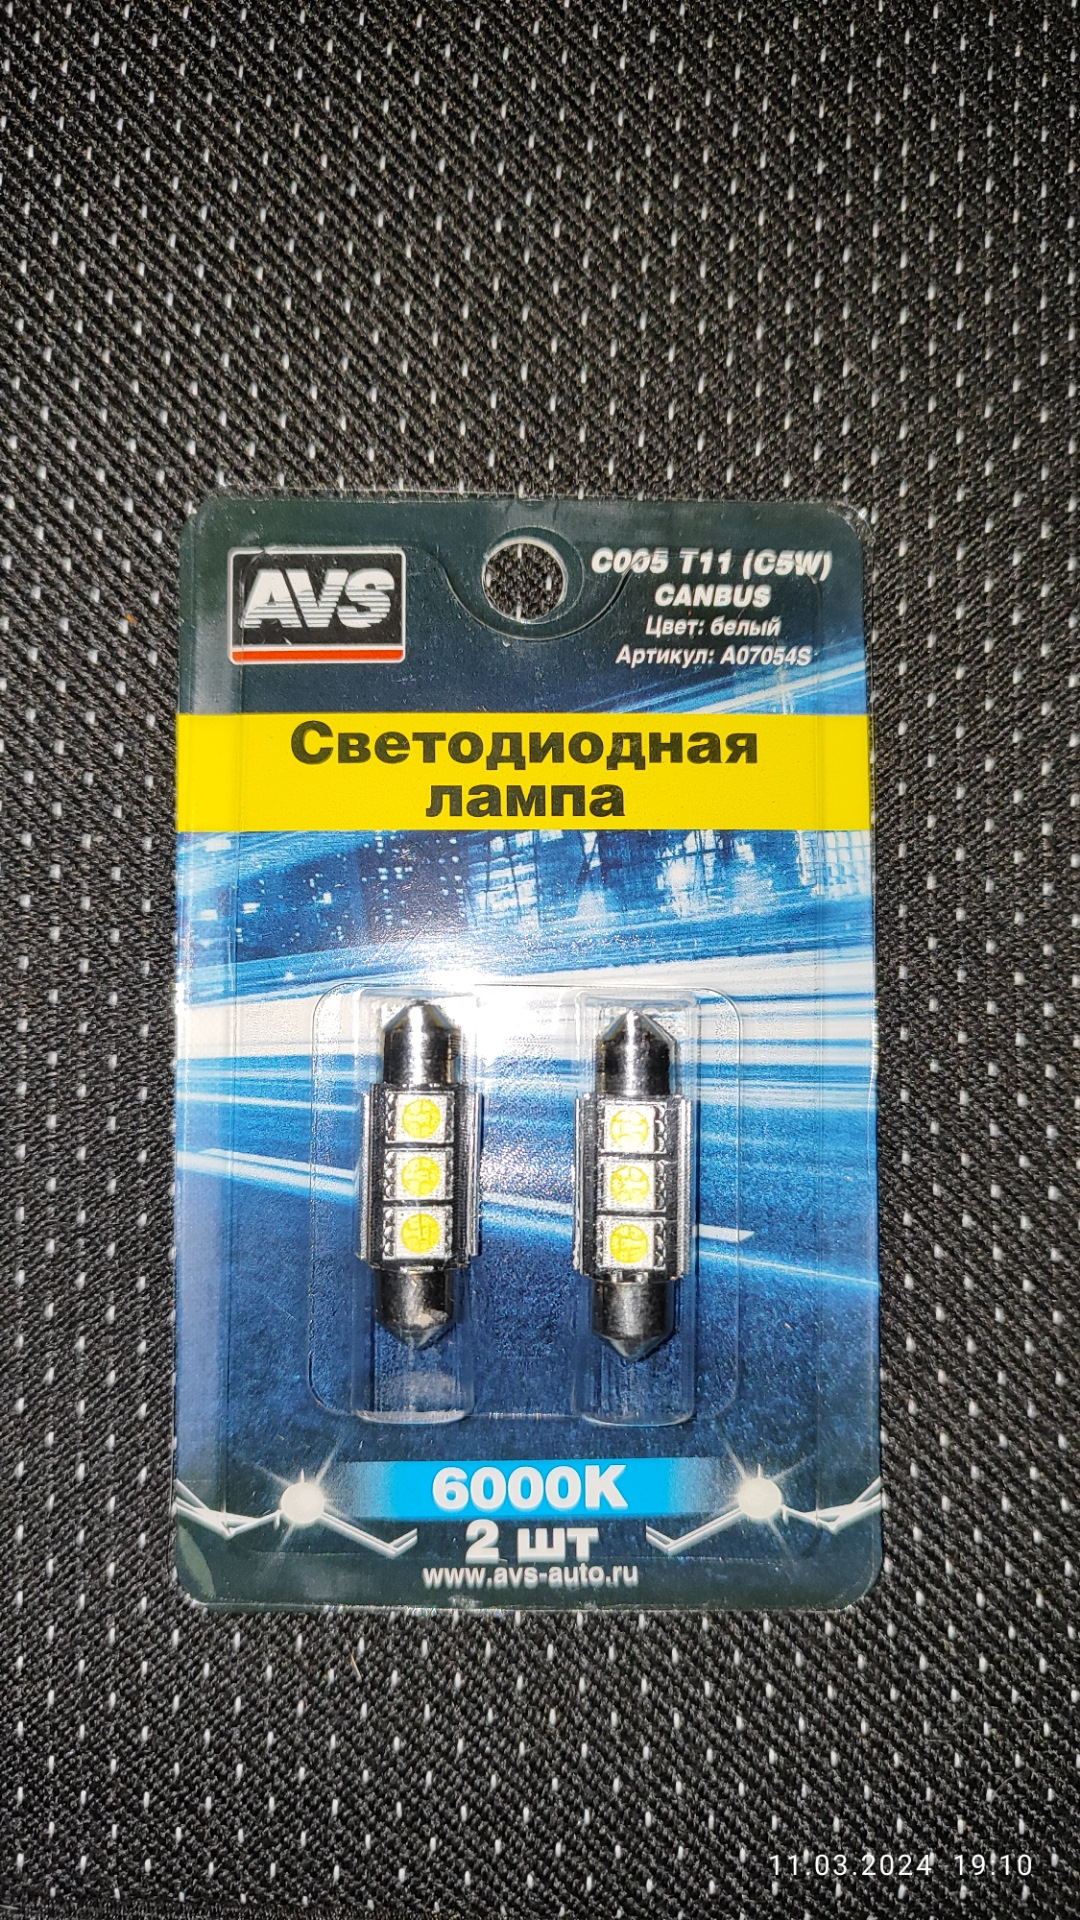 AVS
C005 T11 (C5W)
CANBUS
Цвет: белый
Артикул: A07054S
Светодиодная
лампа
6000K
2 шт
www.avs-auto.ru
11.03.2024 19:10